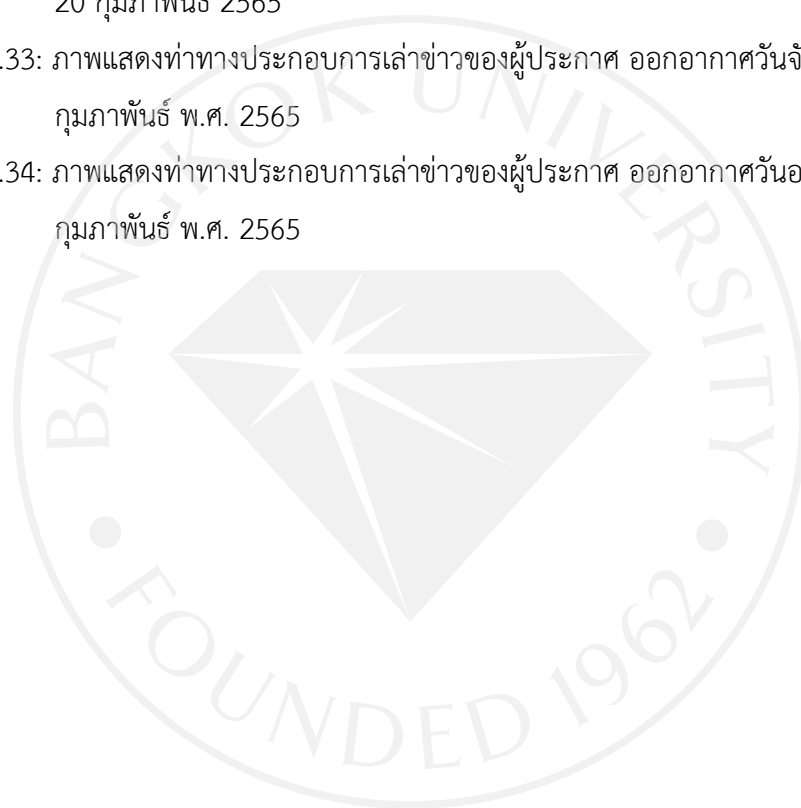 20 กุมภาพันธ์ 2565
.33: ภาพแสดงท่าทางประกอบการเล่าข่าวของผู้ประกาศ ออกอากาศวันจั
กุมภาพันธ์ พ.ศ. 2565
.34: ภาพแสดงท่าทางประกอบการเล่าข่าวของผู้ประกาศ ออกอากาศวันอ
กุมภาพันธ์ พ.ศ. 2565
BANGKOK UNIVERSITY
FOUNDED 1962